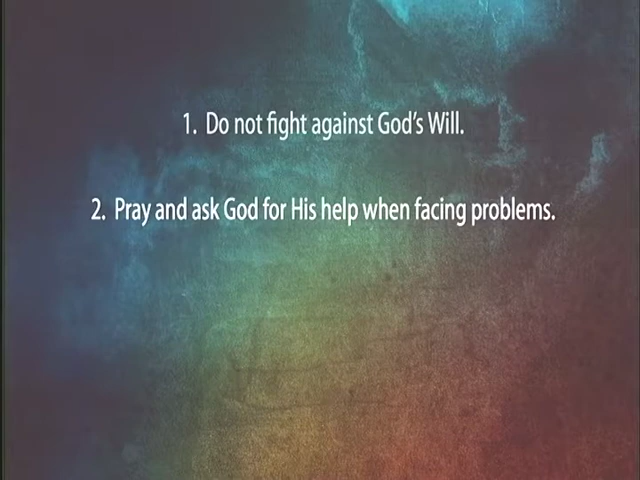 1. Do not fight against God's Will.
2. Pray and ask God for His help when facing problems.